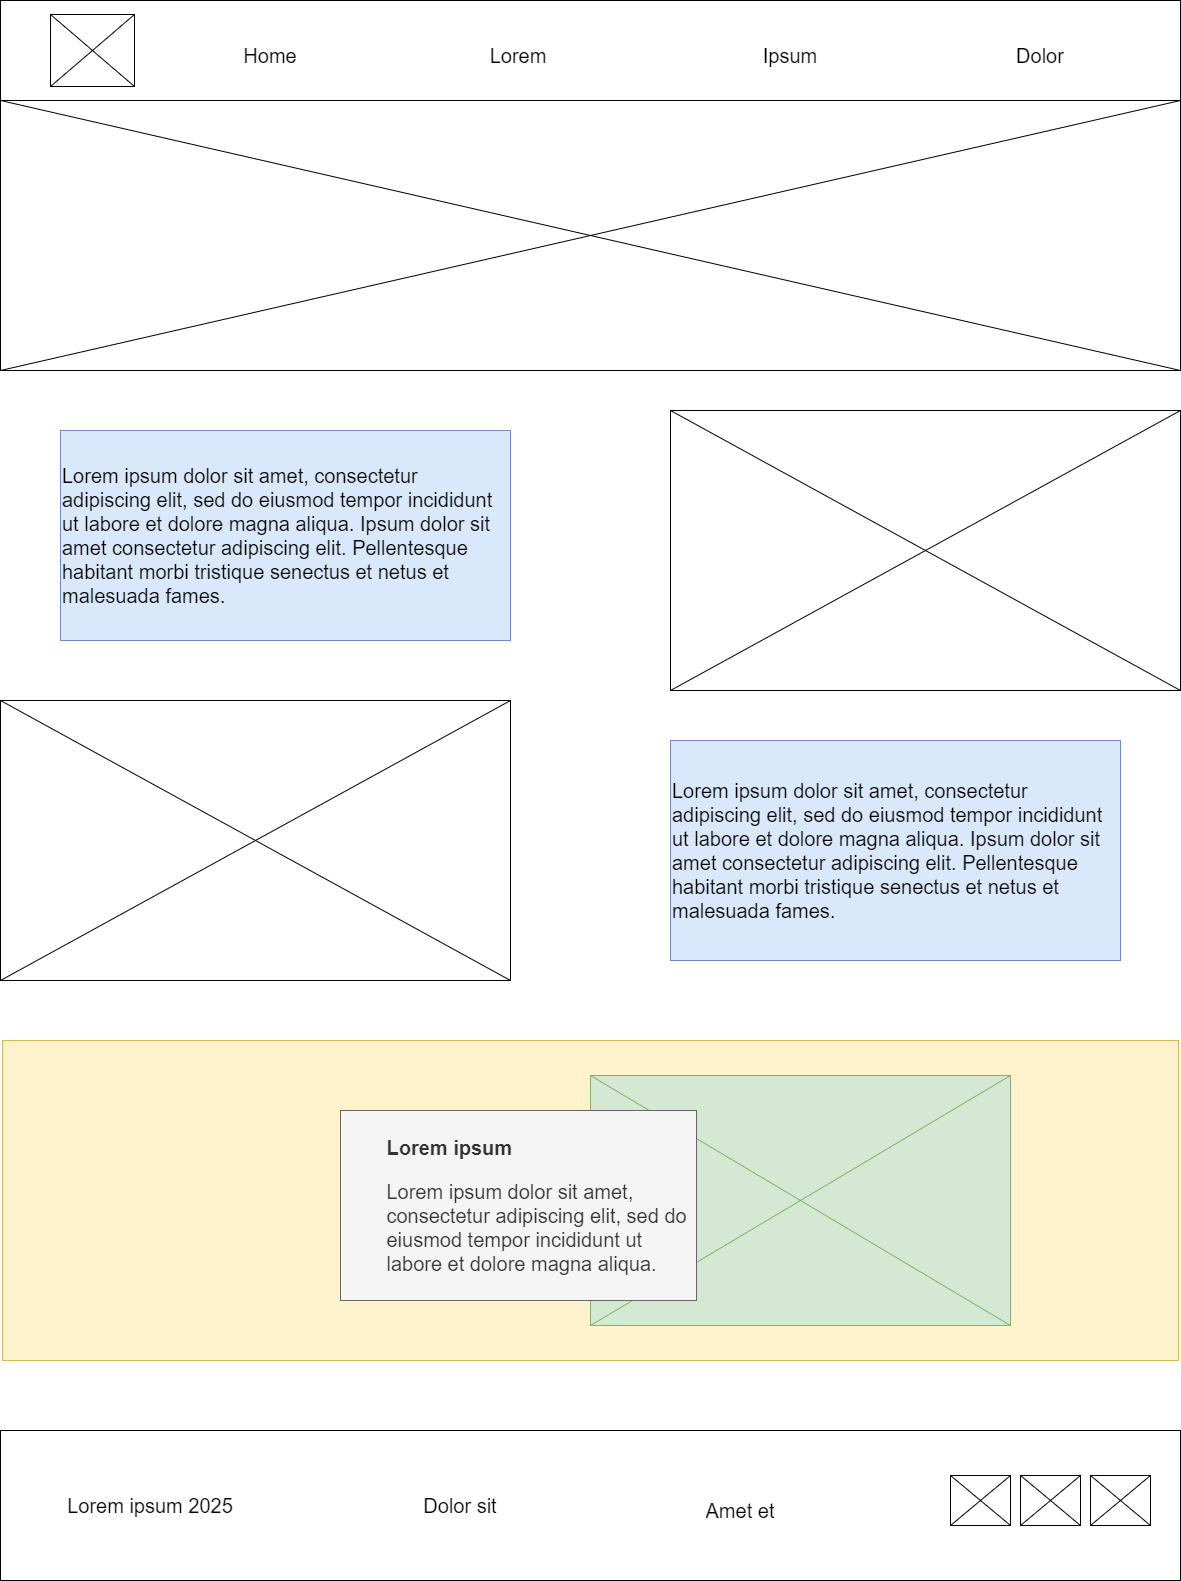 Home
Lorem
Ipsum
Dolor
Lorem ipsum dolor sit amet, consectetur
adipiscing elit, sed do eiusmod tempor incididunt
ut labore et dolore magna aliqua. Ipsum dolor sit
amet consectetur adipiscing elit. Pellentesque
habitant morbi tristique senectus et netus et
malesuada fames.
Lorem ipsum dolor sit amet, consectetur
adipiscing elit, sed do eiusmod tempor incididunt
ut labore et dolore magna aliqua. Ipsum dolor sit
amet consectetur adipiscing elit. Pellentesque
habitant morbi tristique senectus et netus et
malesuada fames.
Lorem ipsum
Lorem ipsum dolor sit amet,
consectetur adipiscing elit, sed do
eiusmod tempor incididunt ut
labore et dolore magna aliqua.
Lorem ipsum 2025
Dolor sit
Amet et